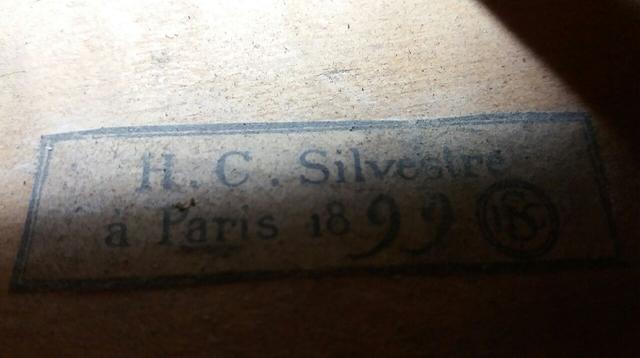 H. C. Silvestre
à Paris 1899